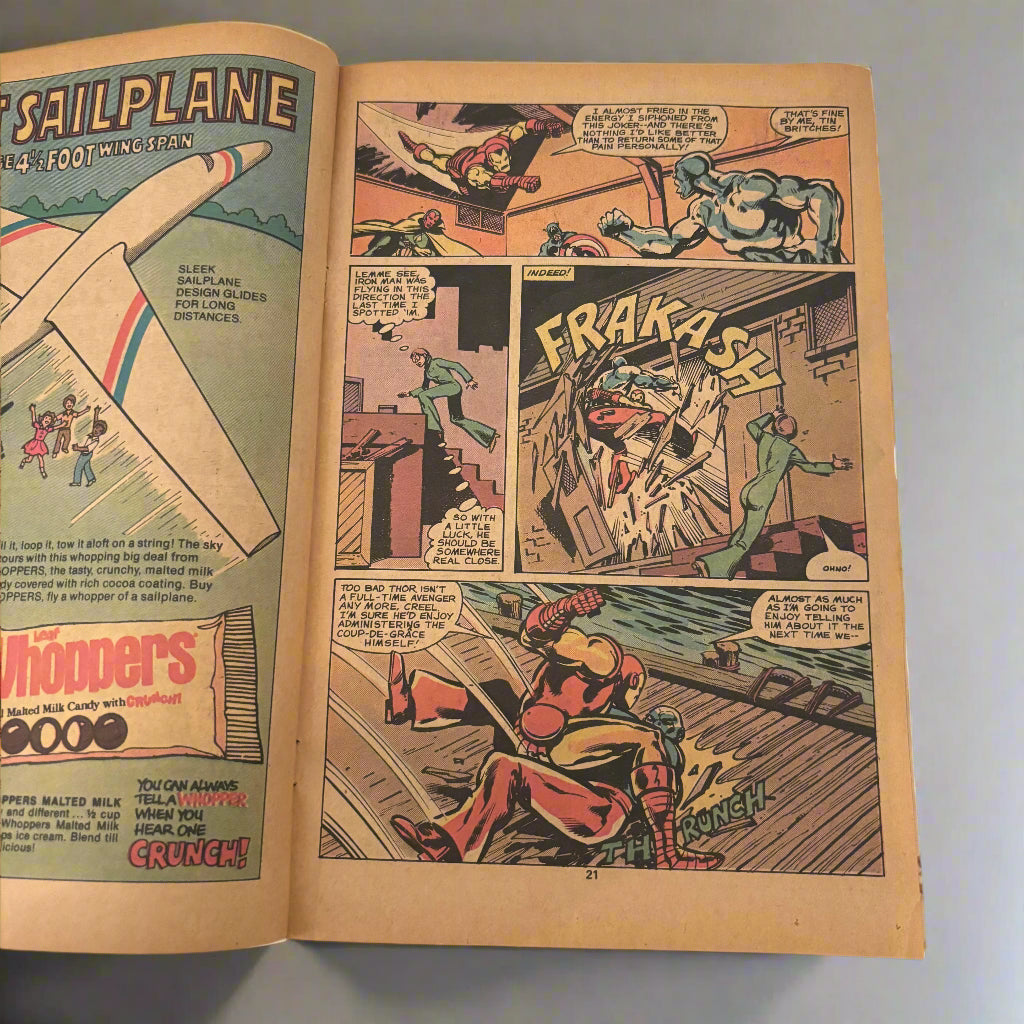 SAILPLANE
4½ FOOT WING SPAN
SLEEK
SAILPLANE
DESIGN GLIDES
FOR LONG
DISTANCES.
it, loop it, tow it aloft on a string! The sky
with this whopping big deal from
the tasty, crunchy, malted milk
covered with rich cocoa coating. Buy
fly a whopper of a sailplane.
Leaf
Whoppers
Malted Milk Candy with CRUNCH!
MALTED MILK
and different... ½ cup
Whoppers Malted Milk
ice cream. Blend till
YOU CAN ALWAYS
TELL A WHOPPER
WHEN YOU
HEAR ONE
CRUNCH!
I ALMOST FRIED IN THE
ENERGY I SIPHONED FROM
THIS JOKER--AND THERE'S
NOTHING I'D LIKE BETTER
THAN TO RETURN SOME OF THAT
PAIN PERSONALLY!
THAT'S FINE
BY ME, TIN
BRITCHES!
LEMME SEE,
IRON MAN WAS
FLYING IN THIS
DIRECTION THE
LAST TIME I
SPOTTED 'IM.
SO WITH
A LITTLE
LUCK, HE
SHOULD BE
SOMEWHERE
REAL CLOSE.
INDEED!
FRAKASH
OHNO!
TOO BAD THOR ISN'T
A FULL-TIME AVENGER
ANY MORE, CREEL.
I'M SURE HE'D ENJOY
ADMINISTERING THE
COUP-DE-GRÂCE
HIMSELF!
ALMOST AS MUCH
AS I'M GOING TO
ENJOY TELLING
HIM ABOUT IT THE
NEXT TIME WE--
THRUNCH
21